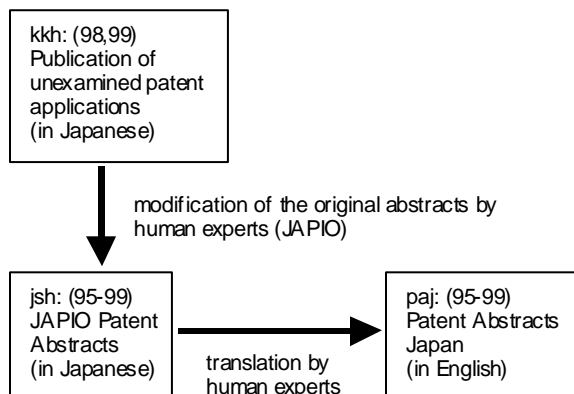 kkh: (98,99)
Publication of
unexamined patent
applications
(in Japanese)
modification of the original abstracts by
human experts (JAPIO)
jsh: (95-99)
JAPIO Patent
Abstracts
(in Japanese)
translation by
human experts
paj: (95-99)
Patent Abstracts
Japan
(in English)